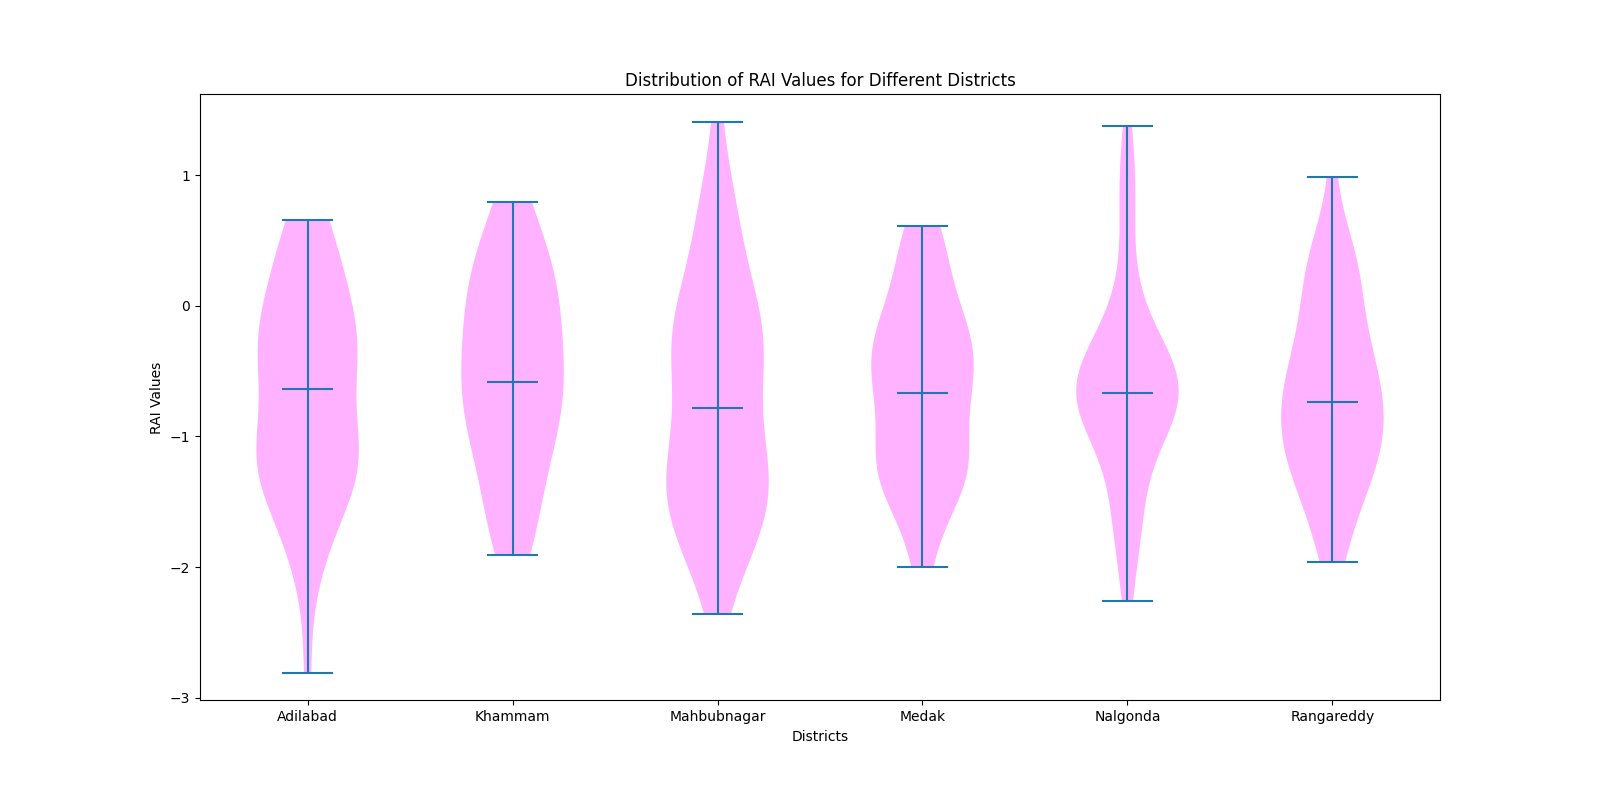 Distribution of RAI Values for Different Districts
RAI Values
1
0
−1
−2
−3
Adilabad Khammam Mahbubnagar Medak Nalgonda Rangareddy
Districts